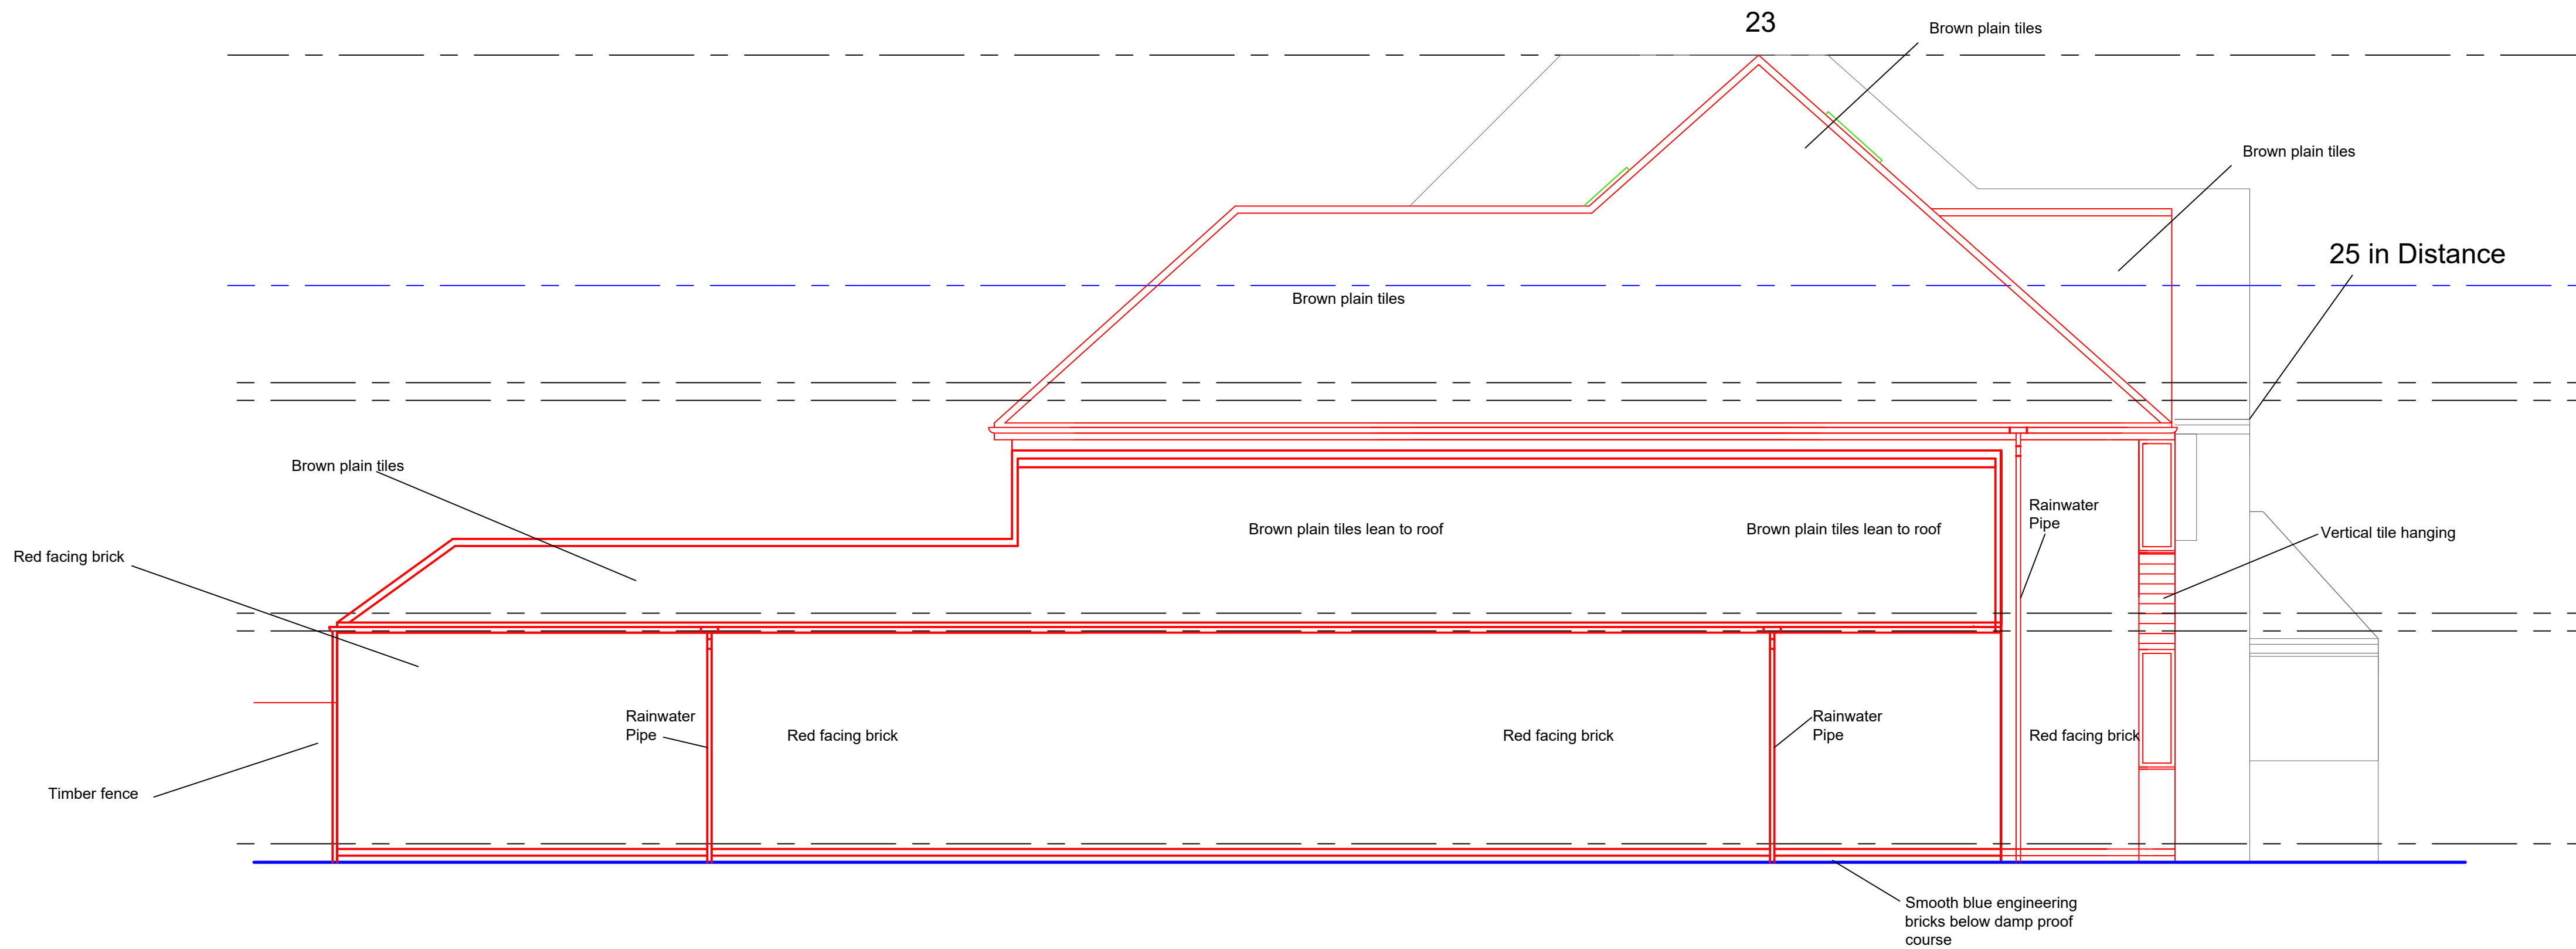 23
Brown plain tiles
Brown plain tiles
25 in Distance
Brown plain tiles
Brown plain tiles
Rainwater
Pipe
Brown plain tiles lean to roof
Brown plain tiles lean to roof
Vertical tile hanging
Red facing brick
Rainwater
Pipe
Red facing brick
Red facing brick
Rainwater
Pipe
Red facing brick
Timber fence
Smooth blue engineering
bricks below damp proof
course